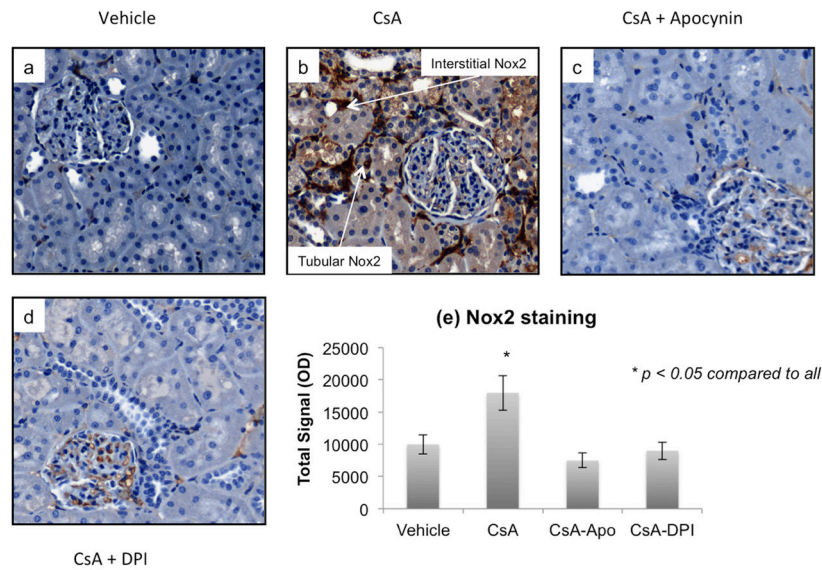 Vehicle
CsA
CsA + Apocynin
a
b
Interstitial Nox2
Tubular Nox2
c
d
CsA + DPI
(e) Nox2 staining
* p < 0.05 compared to all
*
Total Signal (OD)
25000
20000
15000
10000
5000
0
Vehicle CsA CsA-Apo CsA-DPI